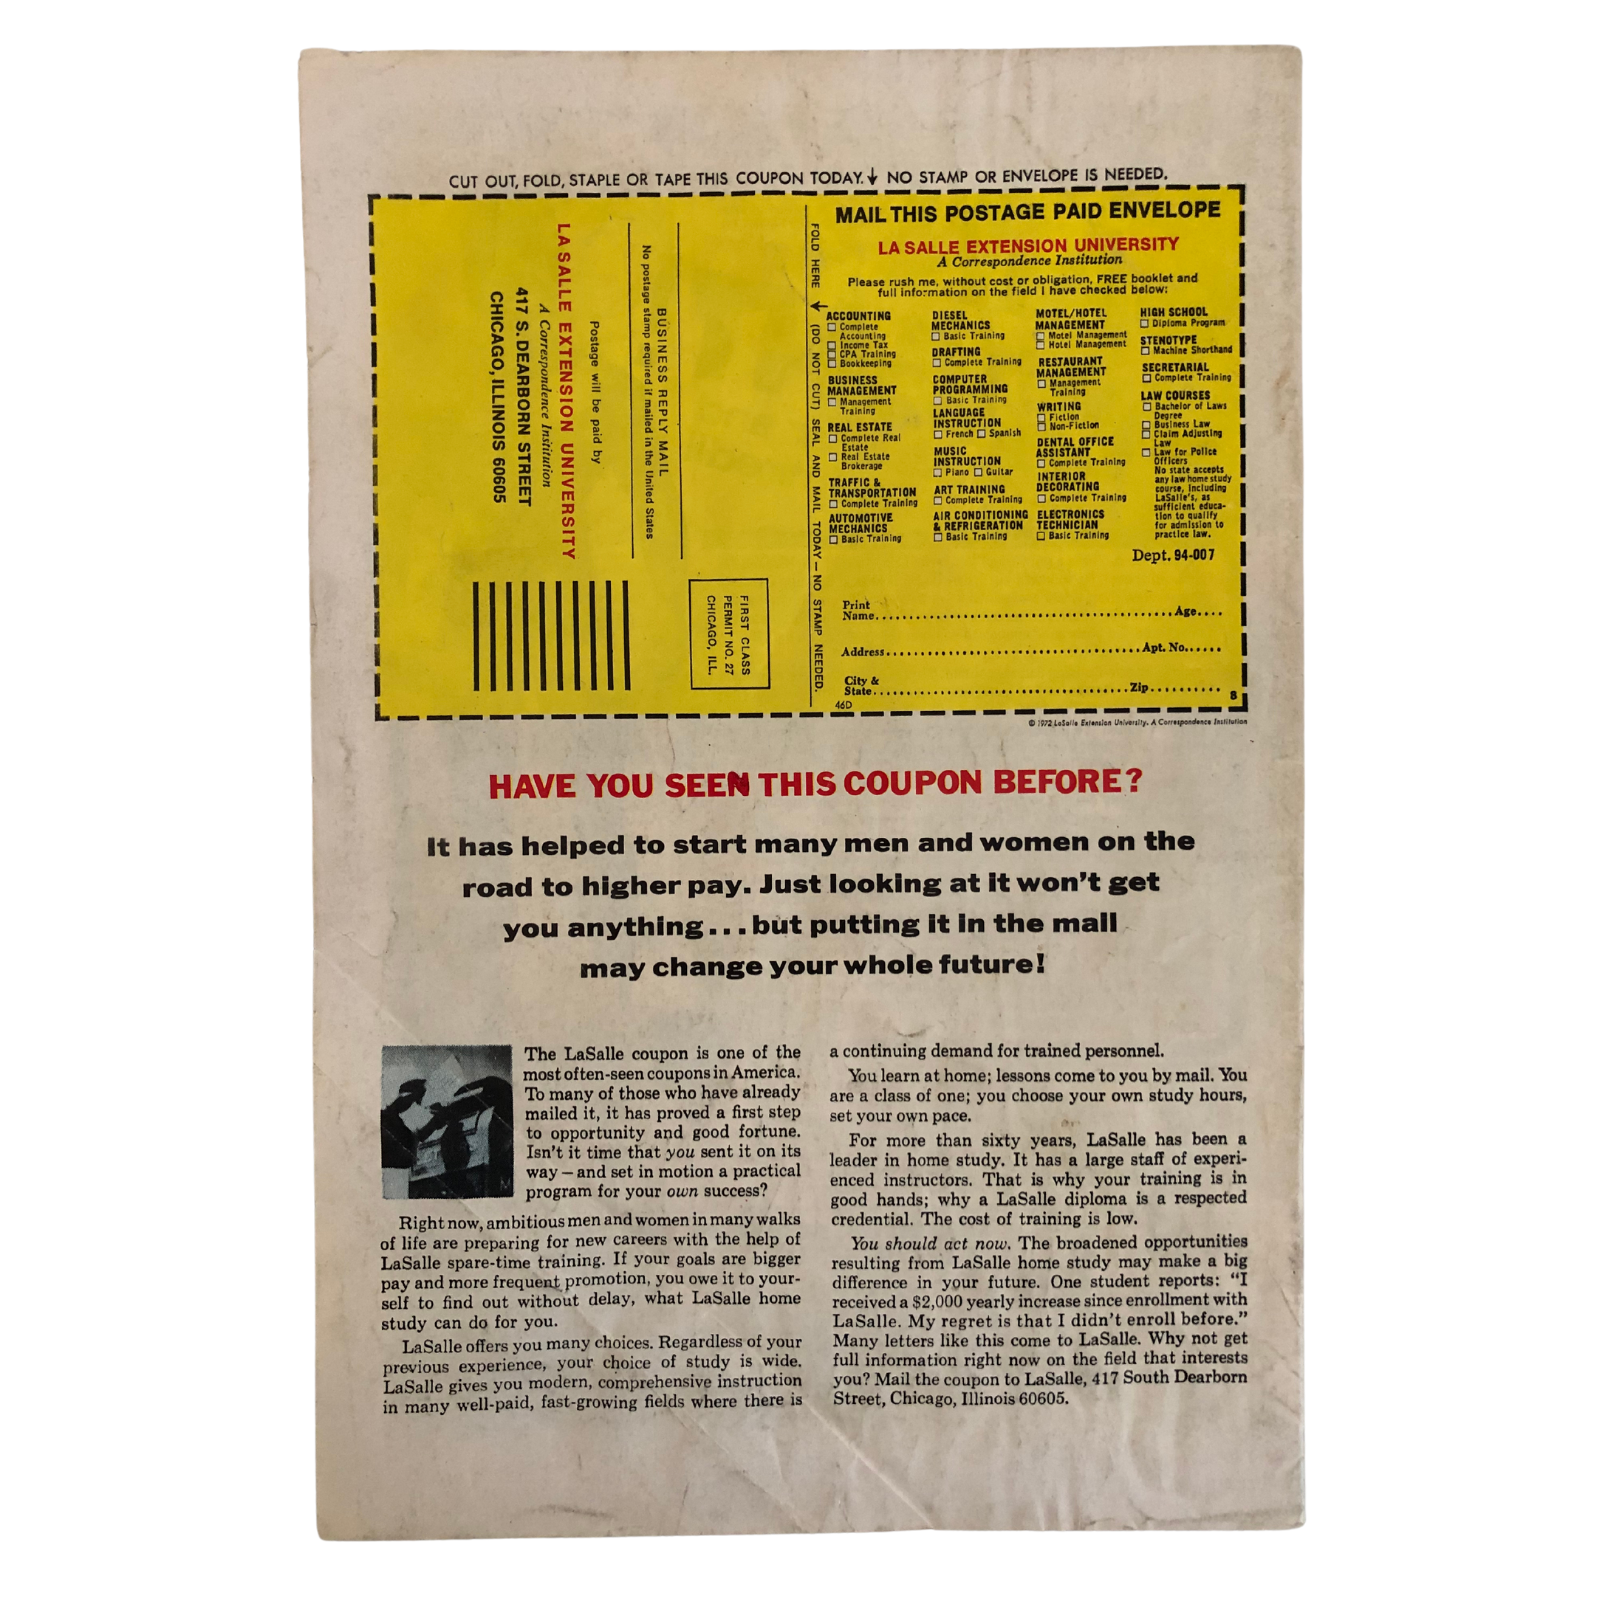 CUT OUT, FOLD, STAPLE OR TAPE THIS COUPON TODAY. NO STAMP OR ENVELOPE IS NEEDED.
BUSINESS REPLY MAIL
No postage stamp required if mailed in the United States
Postage will be paid by
LA SALLE EXTENSION UNIVERSITY
A Correspondence Institution
417 S. DEARBORN STREET
CHICAGO, ILLINOIS 60605
FIRST CLASS
PERMIT NO. 27
CHICAGO, ILL.
FOLD HERE (DO NOT CUT) SEAL AND MAIL TODAY — NO STAMP NEEDED.
MAIL THIS POSTAGE PAID ENVELOPE
LA SALLE EXTENSION UNIVERSITY
A Correspondence Institution
Please rush me, without cost or obligation, FREE booklet and
full information on the field I have checked below:
ACCOUNTING
Complete
Accounting
Income Tax
CPA Training
Bookkeeping
BUSINESS
MANAGEMENT
Management
Training
REAL ESTATE
Complete Real
Estate
Real Estate
Brokerage
TRAFFIC &
TRANSPORTATION
Complete Training
AUTOMOTIVE
MECHANICS
Basic Training
DIESEL
MECHANICS
Basic Training
DRAFTING
Complete Training
COMPUTER
PROGRAMMING
Basic Training
LANGUAGE
INSTRUCTION
French Spanish
MUSIC
INSTRUCTION
Piano Guitar
ART TRAINING
Complete Training
AIR CONDITIONING
& REFRIGERATION
Basic Training
MOTEL/HOTEL
MANAGEMENT
Motel Management
Hotel Management
RESTAURANT
MANAGEMENT
Management
Training
WRITING
Fiction
Non-Fiction
DENTAL OFFICE
ASSISTANT
Complete Training
INTERIOR
DECORATING
Complete Training
ELECTRONICS
TECHNICIAN
Basic Training
HIGH SCHOOL
Diploma Program
STENOTYPE
Machine Shorthand
SECRETARIAL
Complete Training
LAW COURSES
Bachelor of Laws
Degree
Business Law
Claim Adjusting
Law
Law for Police
Officers
No state accepts
any law home study
course, including
LaSalle's, as
sufficient educa-
tion to qualify
for admission to
practice law.
Dept. 94-007
Print
Name Age
Address Apt. No.
City &
State Zip
46D
8
© 1972 LaSalle Extension University. A Correspondence Institution
HAVE YOU SEEN THIS COUPON BEFORE?
It has helped to start many men and women on the
road to higher pay. Just looking at it won't get
you anything...but putting it in the mail
may change your whole future!
The LaSalle coupon is one of the
most often-seen coupons in America.
To many of those who have already
mailed it, it has proved a first step
to opportunity and good fortune.
Isn't it time that you sent it on its
way — and set in motion a practical
program for your own success?
Right now, ambitious men and women in many walks
of life are preparing for new careers with the help of
LaSalle spare-time training. If your goals are bigger
pay and more frequent promotion, you owe it to your-
self to find out without delay, what LaSalle home
study can do for you.
LaSalle offers you many choices. Regardless of your
previous experience, your choice of study is wide.
LaSalle gives you modern, comprehensive instruction
in many well-paid, fast-growing fields where there is
a continuing demand for trained personnel.
You learn at home; lessons come to you by mail. You
are a class of one; you choose your own study hours,
set your own pace.
For more than sixty years, LaSalle has been a
leader in home study. It has a large staff of experi-
enced instructors. That is why your training is in
good hands; why a LaSalle diploma is a respected
credential. The cost of training is low.
You should act now. The broadened opportunities
resulting from LaSalle home study may make a big
difference in your future. One student reports: "I
received a $2,000 yearly increase since enrollment with
LaSalle. My regret is that I didn't enroll before."
Many letters like this come to LaSalle. Why not get
full information right now on the field that interests
you? Mail the coupon to LaSalle, 417 South Dearborn
Street, Chicago, Illinois 60605.